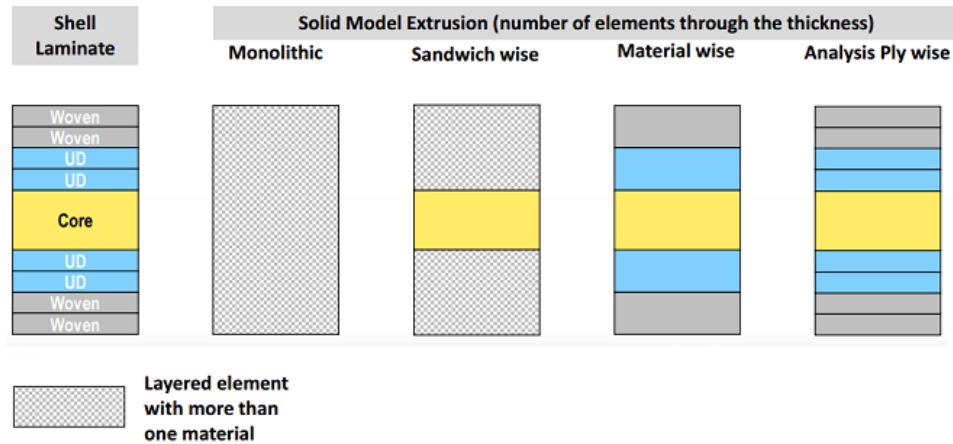 Shell
Laminate
Solid Model Extrusion (number of elements through the thickness)
Monolithic
Sandwich wise
Material wise
Analysis Ply wise
Woven
Woven
UD
UD
Core
UD
UD
Woven
Woven
Layered element
with more than
one material